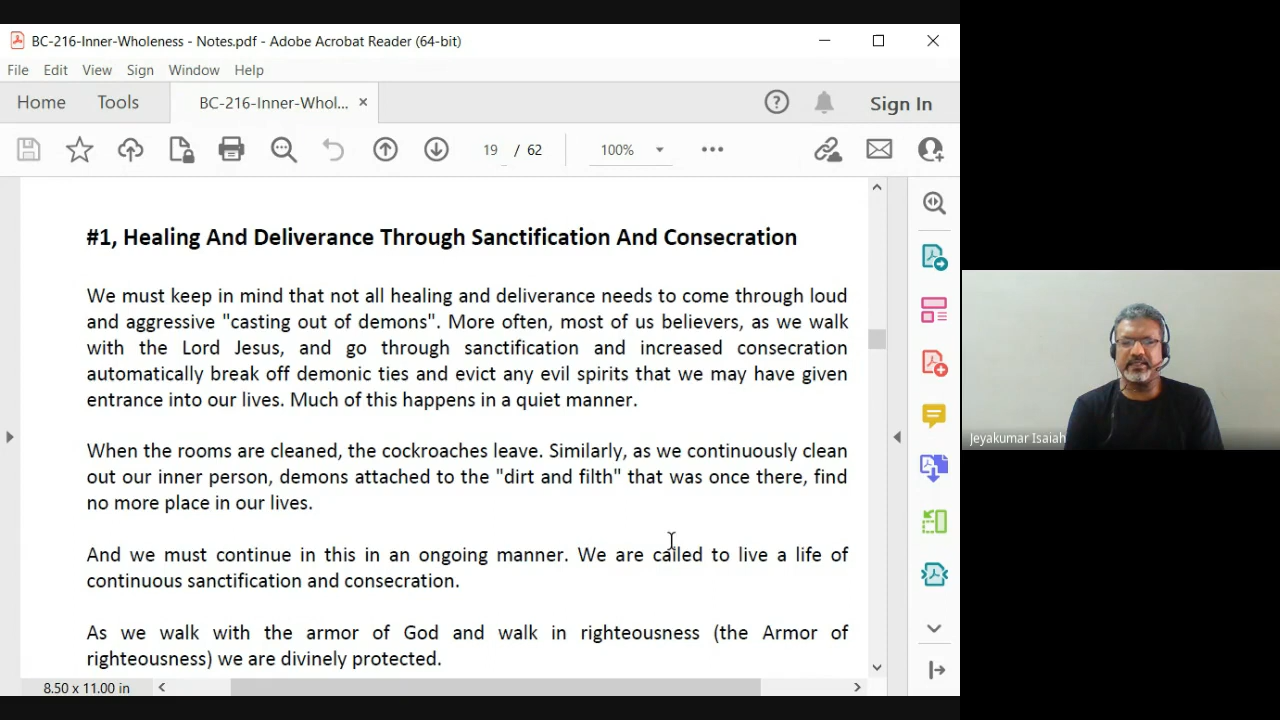 BC-216-Inner-Wholeness - Notes.pdf - Adobe Acrobat Reader (64-bit)
File Edit View Sign Window Help
Home Tools BC-216-Inner-Whol... × Sign In
19 / 62 100%
#1, Healing And Deliverance Through Sanctification And Consecration
We must keep in mind that not all healing and deliverance needs to come through loud
and aggressive "casting out of demons". More often, most of us believers, as we walk
with the Lord Jesus, and go through sanctification and increased consecration
automatically break off demonic ties and evict any evil spirits that we may have given
entrance into our lives. Much of this happens in a quiet manner.
When the rooms are cleaned, the cockroaches leave. Similarly, as we continuously clean
out our inner person, demons attached to the "dirt and filth" that was once there, find
no more place in our lives.
And we must continue in this in an ongoing manner. We are called to live a life of
continuous sanctification and consecration.
As we walk with the armor of God and walk in righteousness (the Armor of
righteousness) we are divinely protected.
8.50 x 11.00 in
Jeyakumar Isaiah